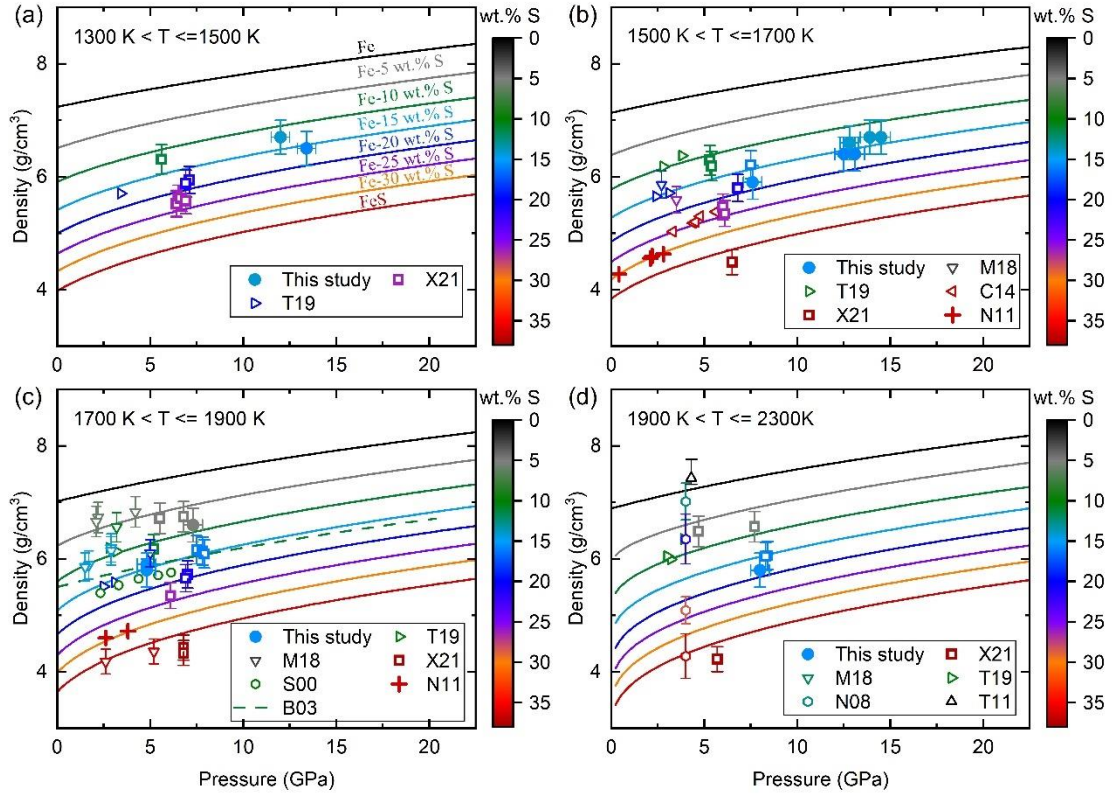 (a)
1300 K < T <=1500 K
Fe
Fe-5 wt.% S
Fe-10 wt.% S
Fe-15 wt.% S
Fe-20 wt.% S
Fe-25 wt.% S
Fe-30 wt.% S
FeS
This study
X21
T19
Density (g/cm³)
8
6
4
0
5
10
15
20
wt.% S
0
5
10
15
20
25
30
35
(b)
1500 K < T <=1700 K
This study
M18
T19
C14
X21
N11
Density (g/cm³)
8
6
4
0
5
10
15
20
wt.% S
0
5
10
15
20
25
30
35
(c)
1700 K < T <= 1900 K
This study
T19
M18
X21
S00
N11
B03
Density (g/cm³)
8
6
4
0
5
10
15
20
Pressure (GPa)
wt.% S
0
5
10
15
20
25
30
35
(d)
1900 K < T <= 2300K
This study
X21
M18
T19
N08
T11
Density (g/cm³)
8
6
4
0
5
10
15
20
Pressure (GPa)
wt.% S
0
5
10
15
20
25
30
35